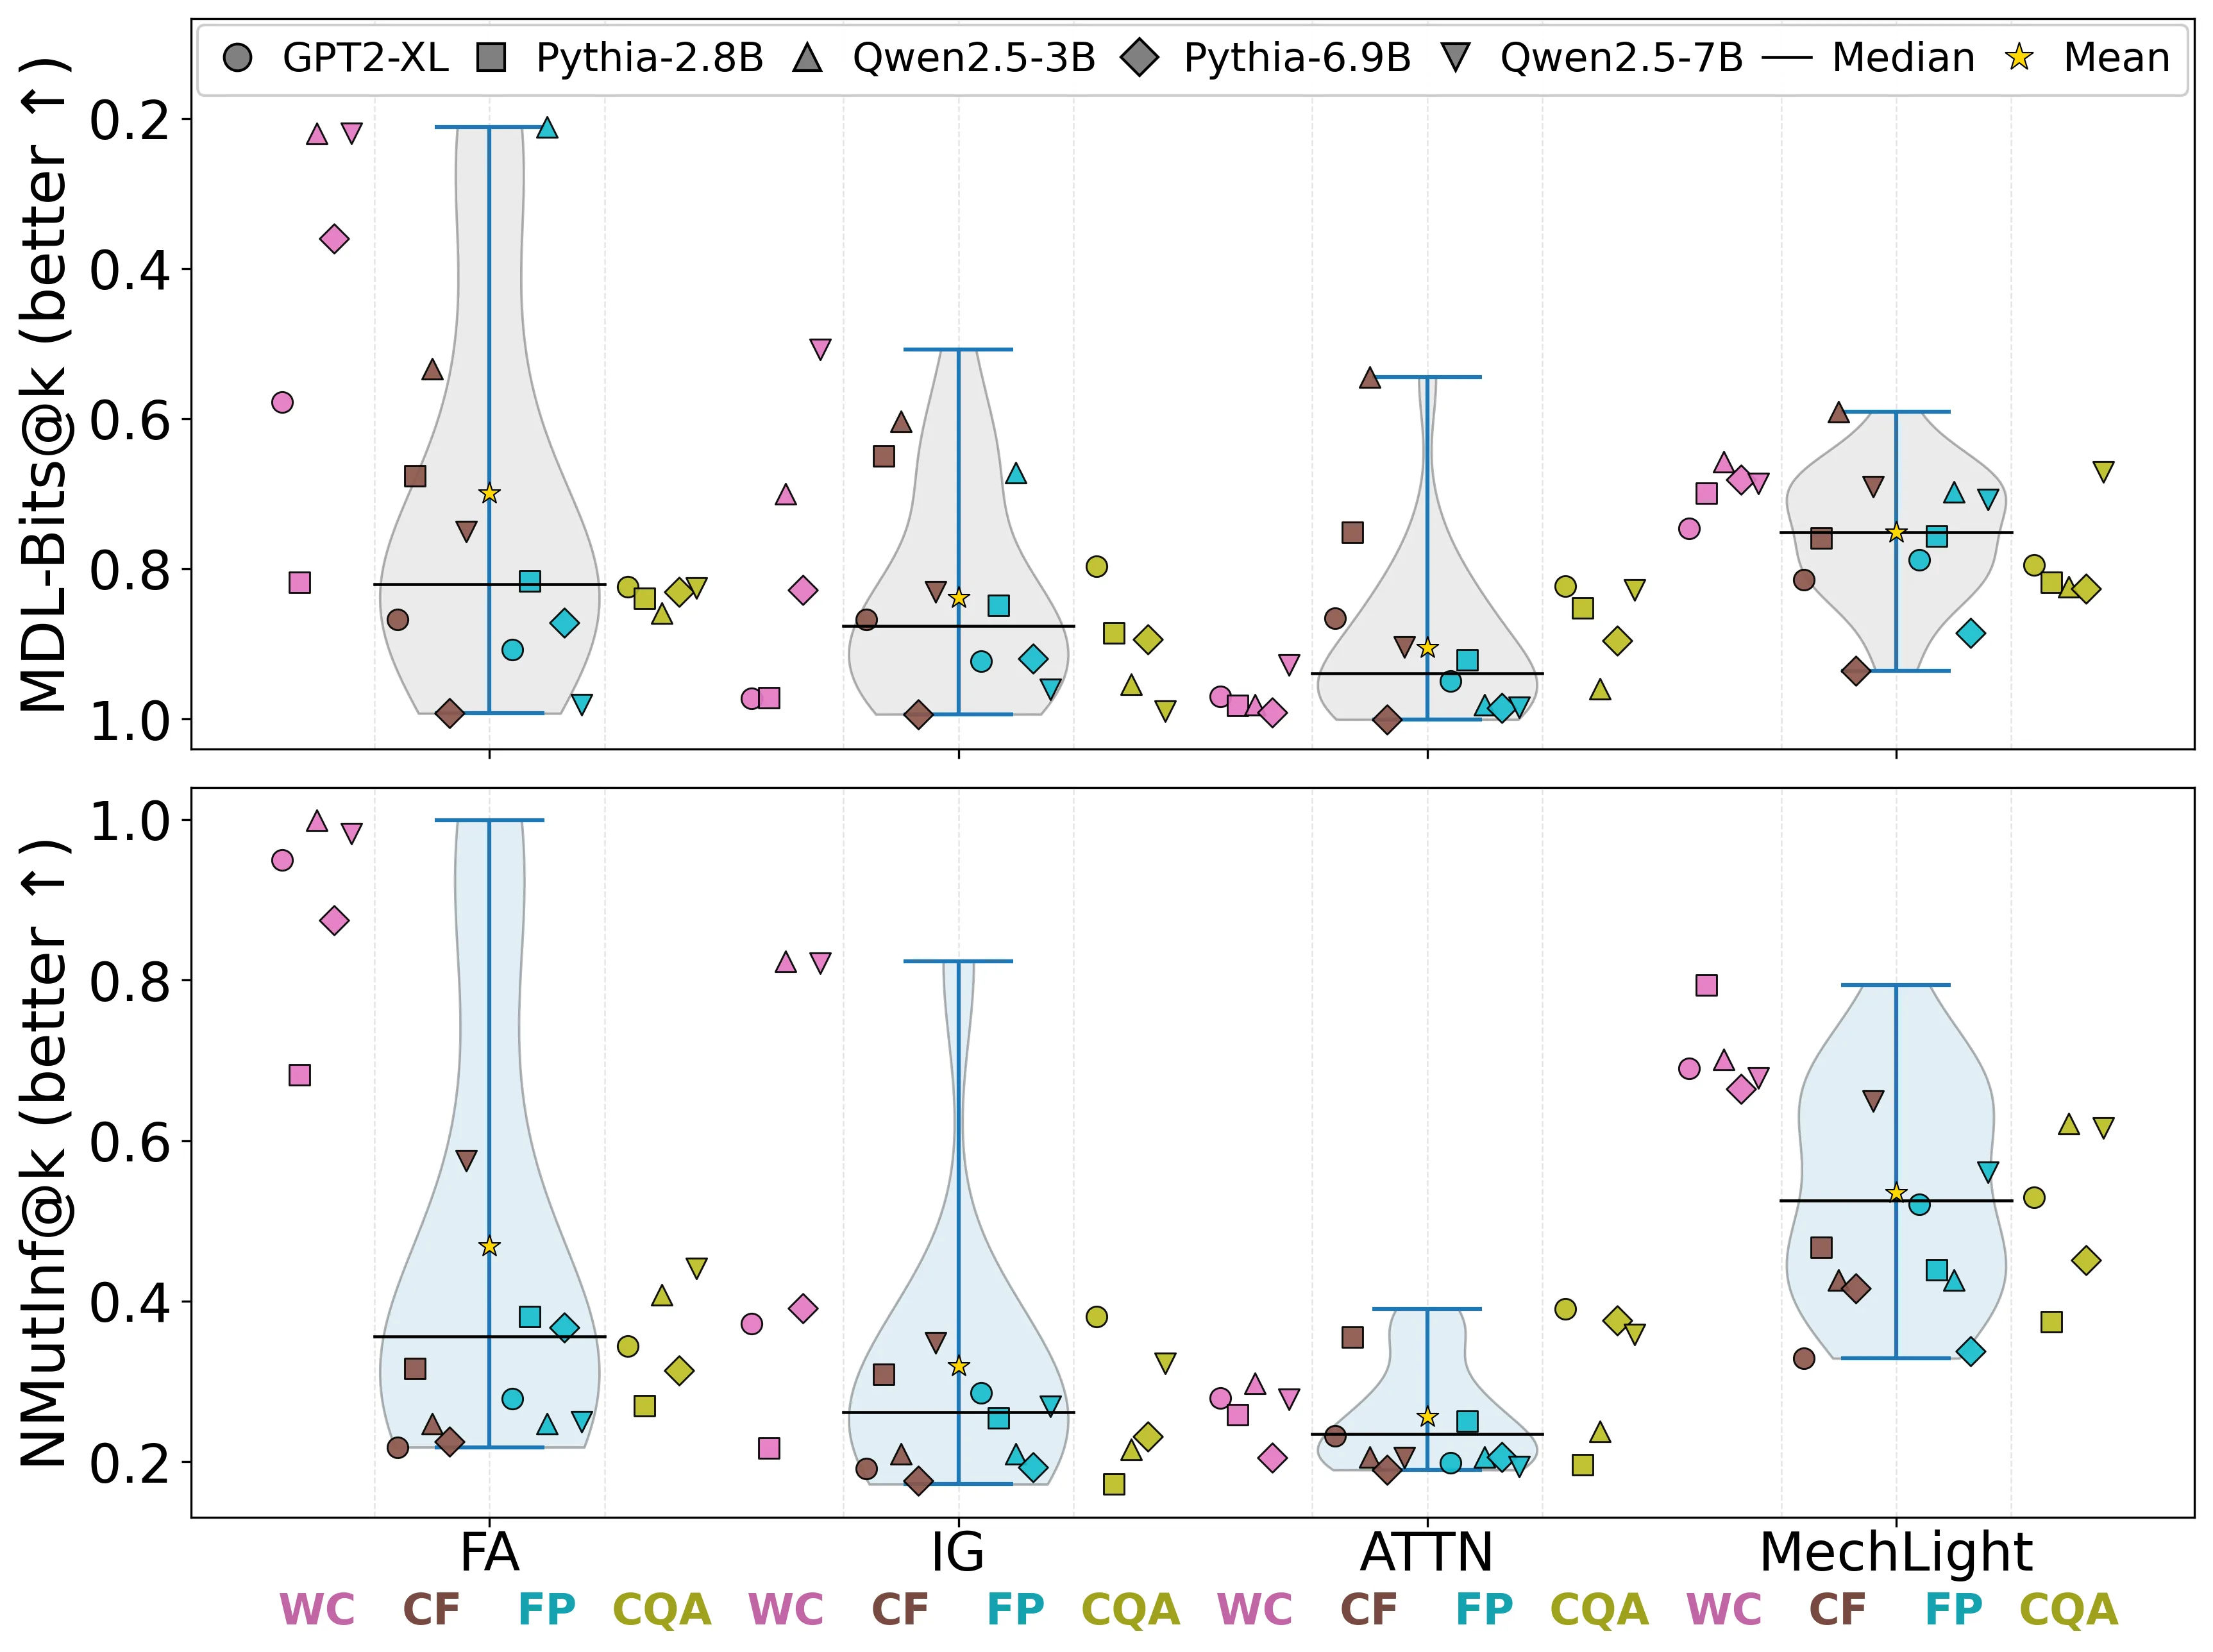 GPT2-XL Pythia-2.8B Qwen2.5-3B Pythia-6.9B Qwen2.5-7B Median Mean
MDL-Bits@k (better ↑)
0.2
0.4
0.6
0.8
1.0
NMutInf@k (better ↑)
1.0
0.8
0.6
0.4
0.2
FA IG ATTN MechLight
WC CF FP CQA WC CF FP CQA WC CF FP CQA WC CF FP CQA